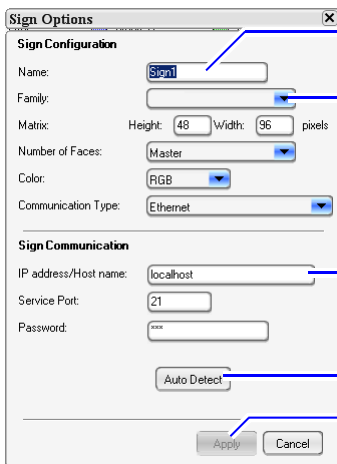 Sign Options
Sign Configuration
Name: Sign1
Family:
Matrix: Height: 48 Width: 96 pixels
Number of Faces: Master
Color: RGB
Communication Type: Ethernet
Sign Communication
IP address/Host name: localhost
Service Port: 21
Password: ***
Auto Detect
Apply Cancel